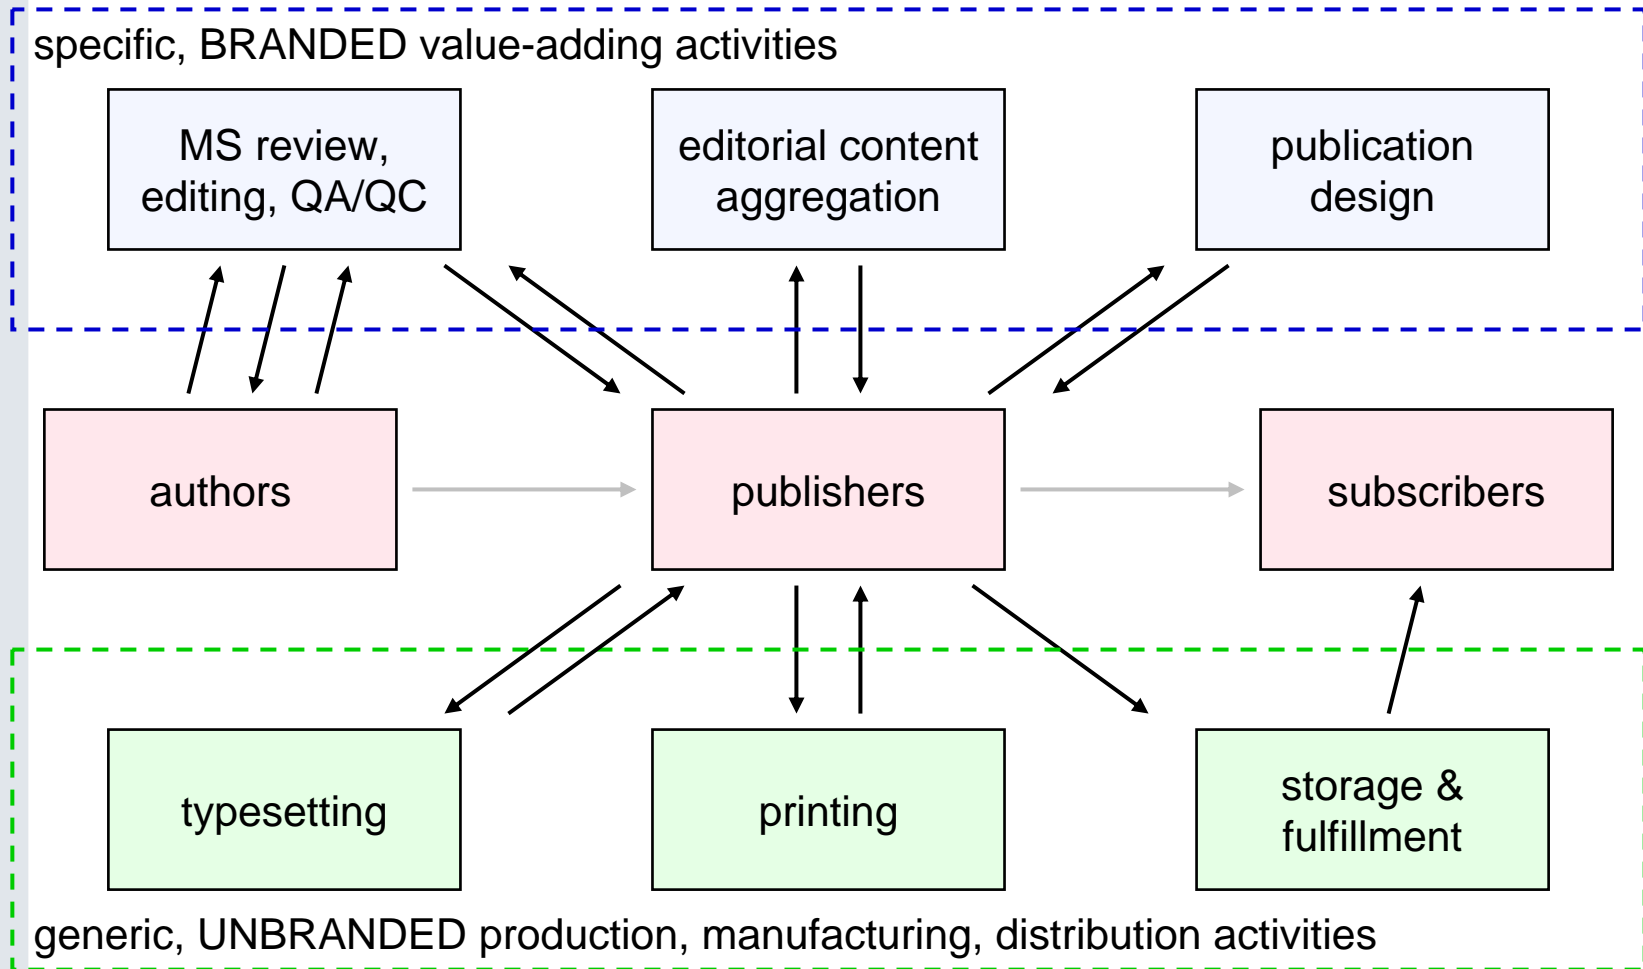 specific, BRANDED value-adding activities
MS review,
editing, QA/QC
editorial content
aggregation
publication
design
authors
publishers
subscribers
typesetting
printing
storage &
fulfillment
generic, UNBRANDED production, manufacturing, distribution activities